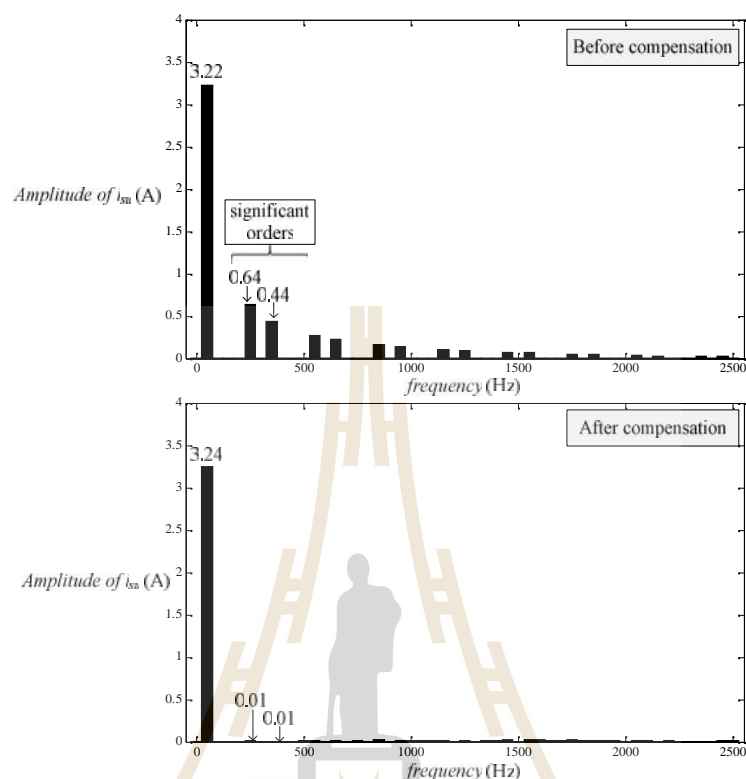 4
Before compensation
3.5
3.22
3
2.5
Amplitude of isu (A)
2
significant
orders
1.5
1
0.64
0.44
0.5
0
0 500 1000 1500 2000 2500
frequency (Hz)
4
After compensation
3.5
3.24
3
2.5
Amplitude of isu (A)
2
1.5
1
0.5
0.01
0.01
0
0 500 1000 1500 2000 2500
frequency (Hz)